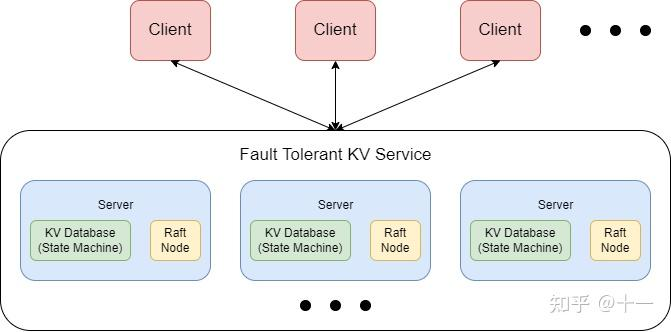 Client
Client
Client
Fault Tolerant KV Service
Server
KV Database
(State Machine)
Raft
Node
Server
KV Database
(State Machine)
Raft
Node
Server
KV Database
(State Machine)
Raft
Node
知乎 @十一